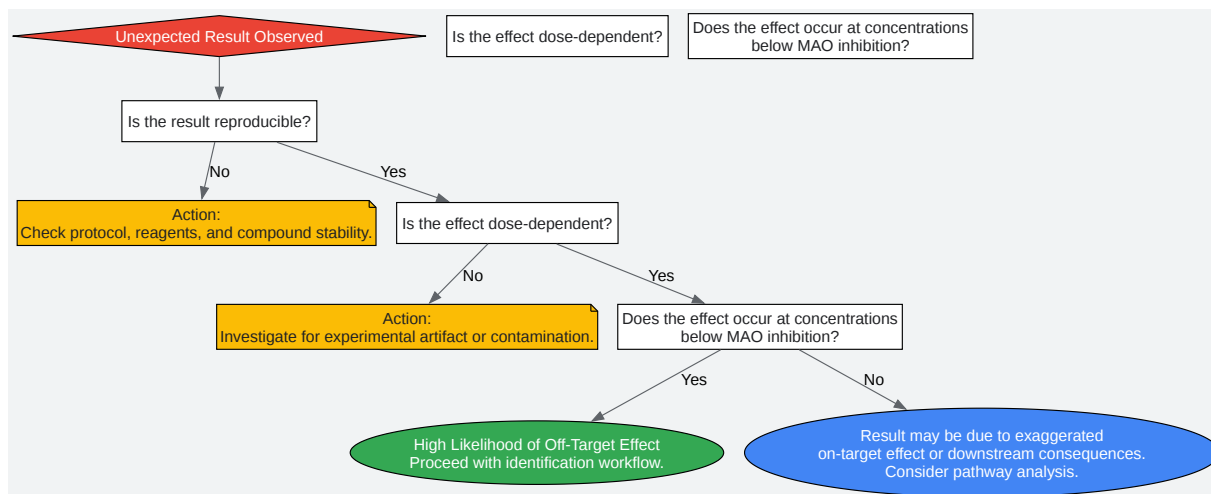 Unexpected Result Observed
Is the effect dose-dependent?
Does the effect occur at concentrations
below MAO inhibition?
Is the result reproducible?
No
Yes
Action:
Check protocol, reagents, and compound stability.
Is the effect dose-dependent?
No
Yes
Action:
Investigate for experimental artifact or contamination.
Does the effect occur at concentrations
below MAO inhibition?
Yes
No
High Likelihood of Off-Target Effect
Proceed with identification workflow.
Result may be due to exaggerated
on-target effect or downstream consequences.
Consider pathway analysis.